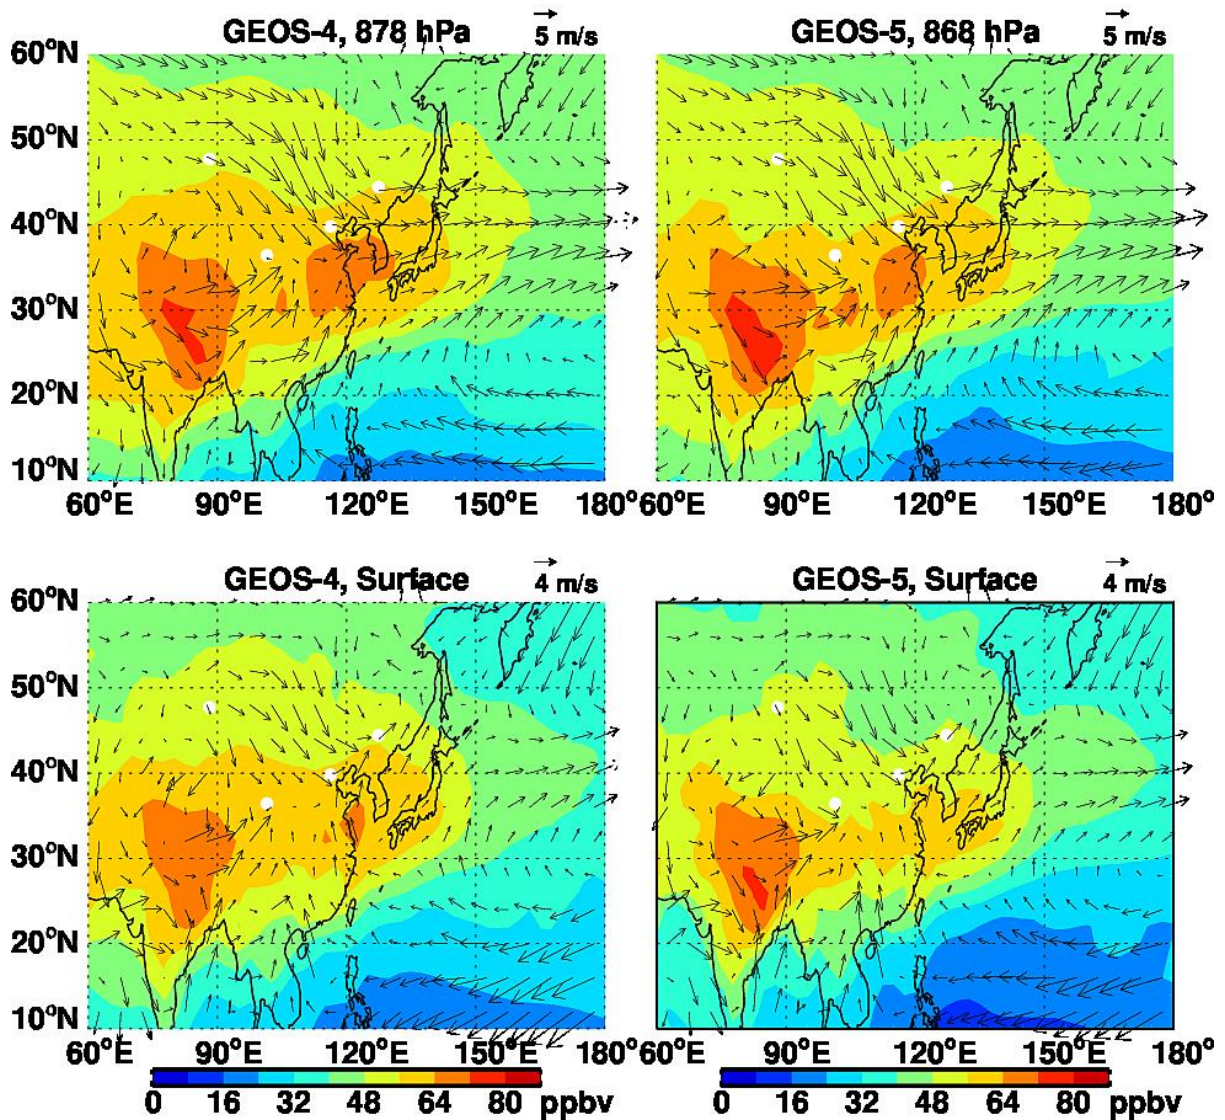 GEOS-4, 878 hPa
5 m/s
GEOS-5, 868 hPa
5 m/s
60°N
50°N
40°N
30°N
20°N
10°N
60°E 90°E 120°E 150°E 180°
60°E 90°E 120°E 150°E 180°
GEOS-4, Surface
4 m/s
GEOS-5, Surface
4 m/s
60°N
50°N
40°N
30°N
20°N
10°N
60°E 90°E 120°E 150°E 180°
60°E 90°E 120°E 150°E 180°
0 16 32 48 64 80 ppbv
0 16 32 48 64 80 ppbv